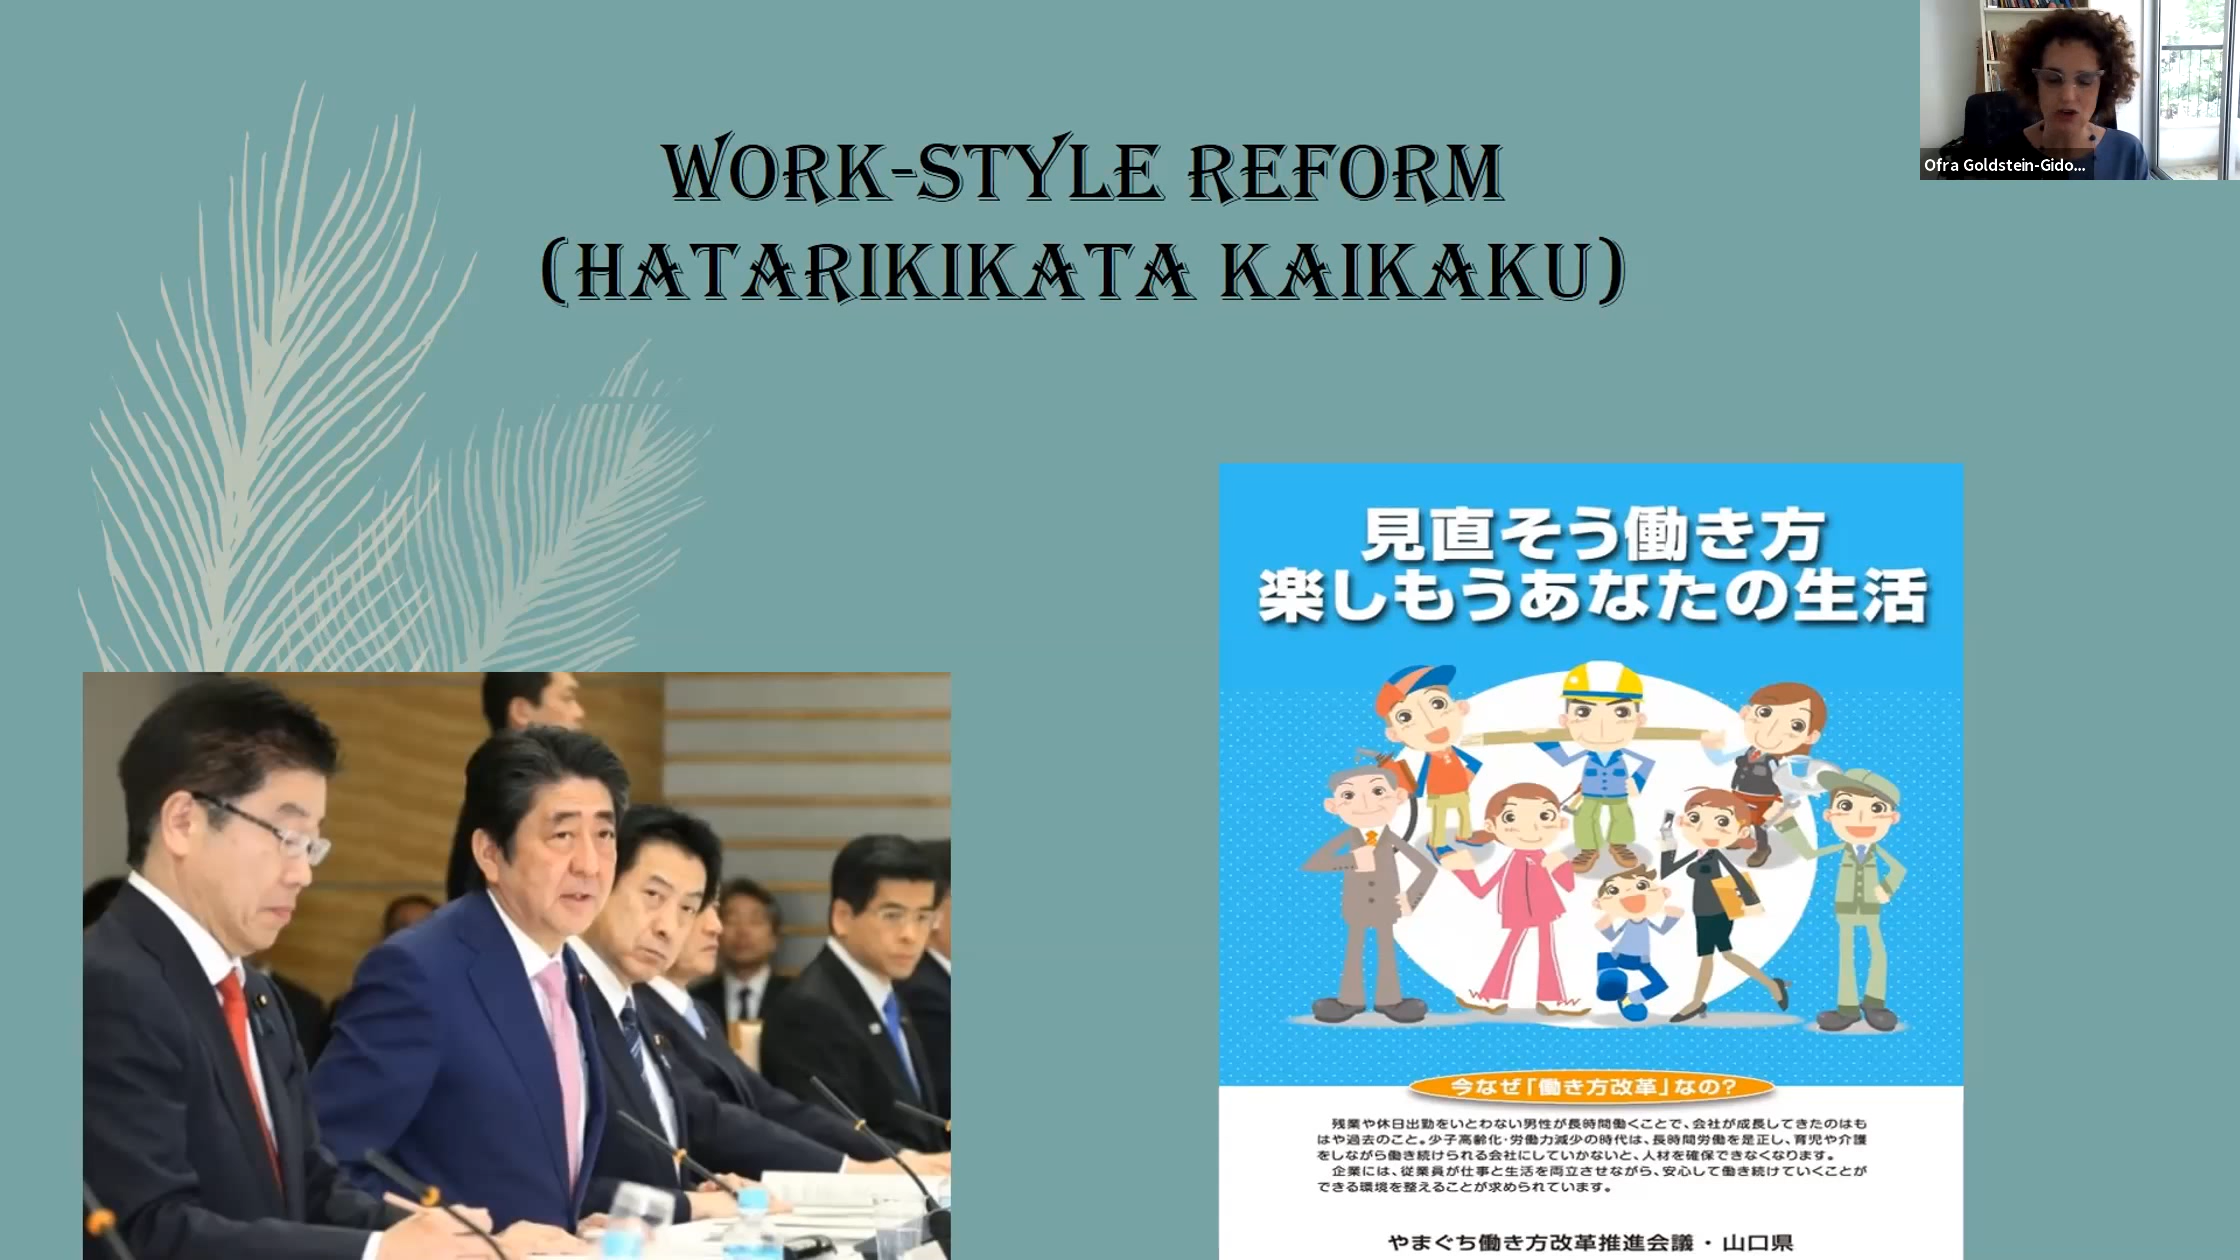 WORK-STYLE REFORM
(HATARIKIKATA KAIKAKU)
Ofra Goldstein-Gido...
見直そう働き方
楽しもうあなたの生活
今なぜ「働き方改革」なの?
残業や休日出勤をいとわない男性が長時間働くことで、会社が成長してきたのはも
はや過去のこと。少子高齢化・労働力減少の時代は、長時間労働を是正し、育児や介護
をしながら働き続けられる会社にしていかないと、人材を確保できなくなります。
企業には、従業員が仕事と生活を両立させながら、安心して働き続けていくことが
できる環境を整えることが求められています。
やまぐち働き方改革推進会議・山口県